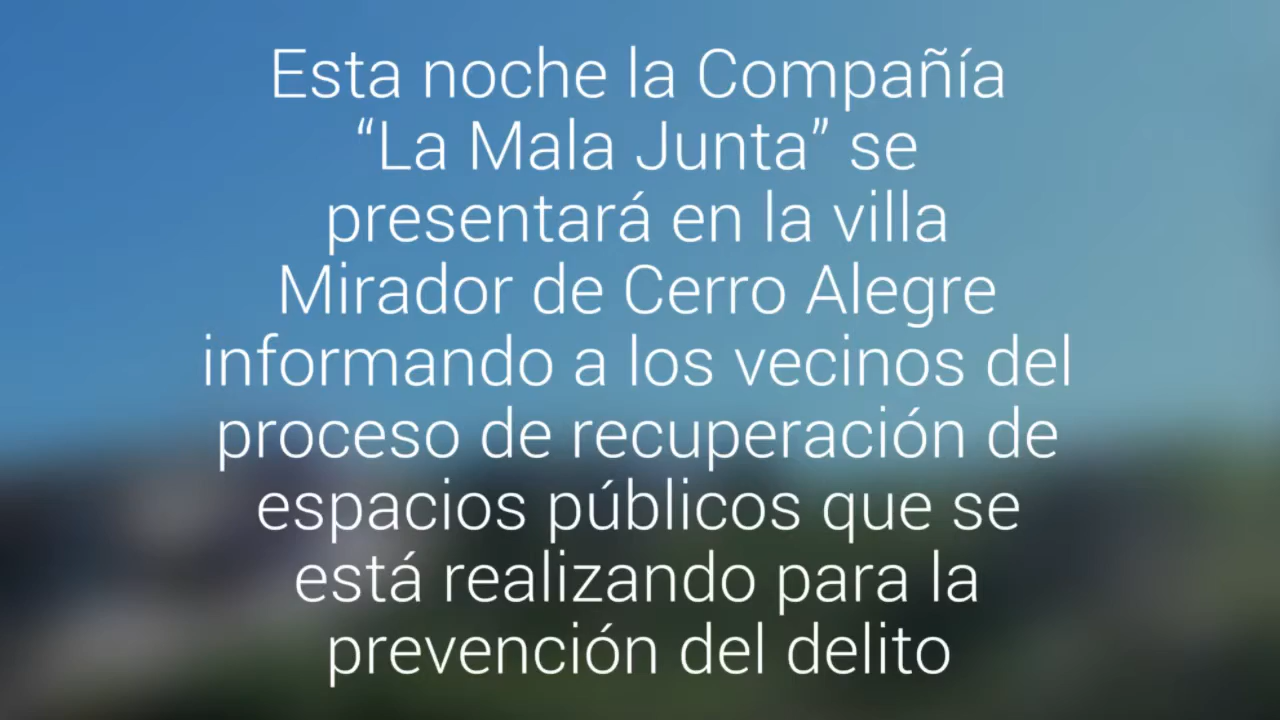 Esta noche la Compañía
“La Mala Junta” se
presentará en la villa
Mirador de Cerro Alegre
informando a los vecinos del
proceso de recuperación de
espacios públicos que se
está realizando para la
prevención del delito